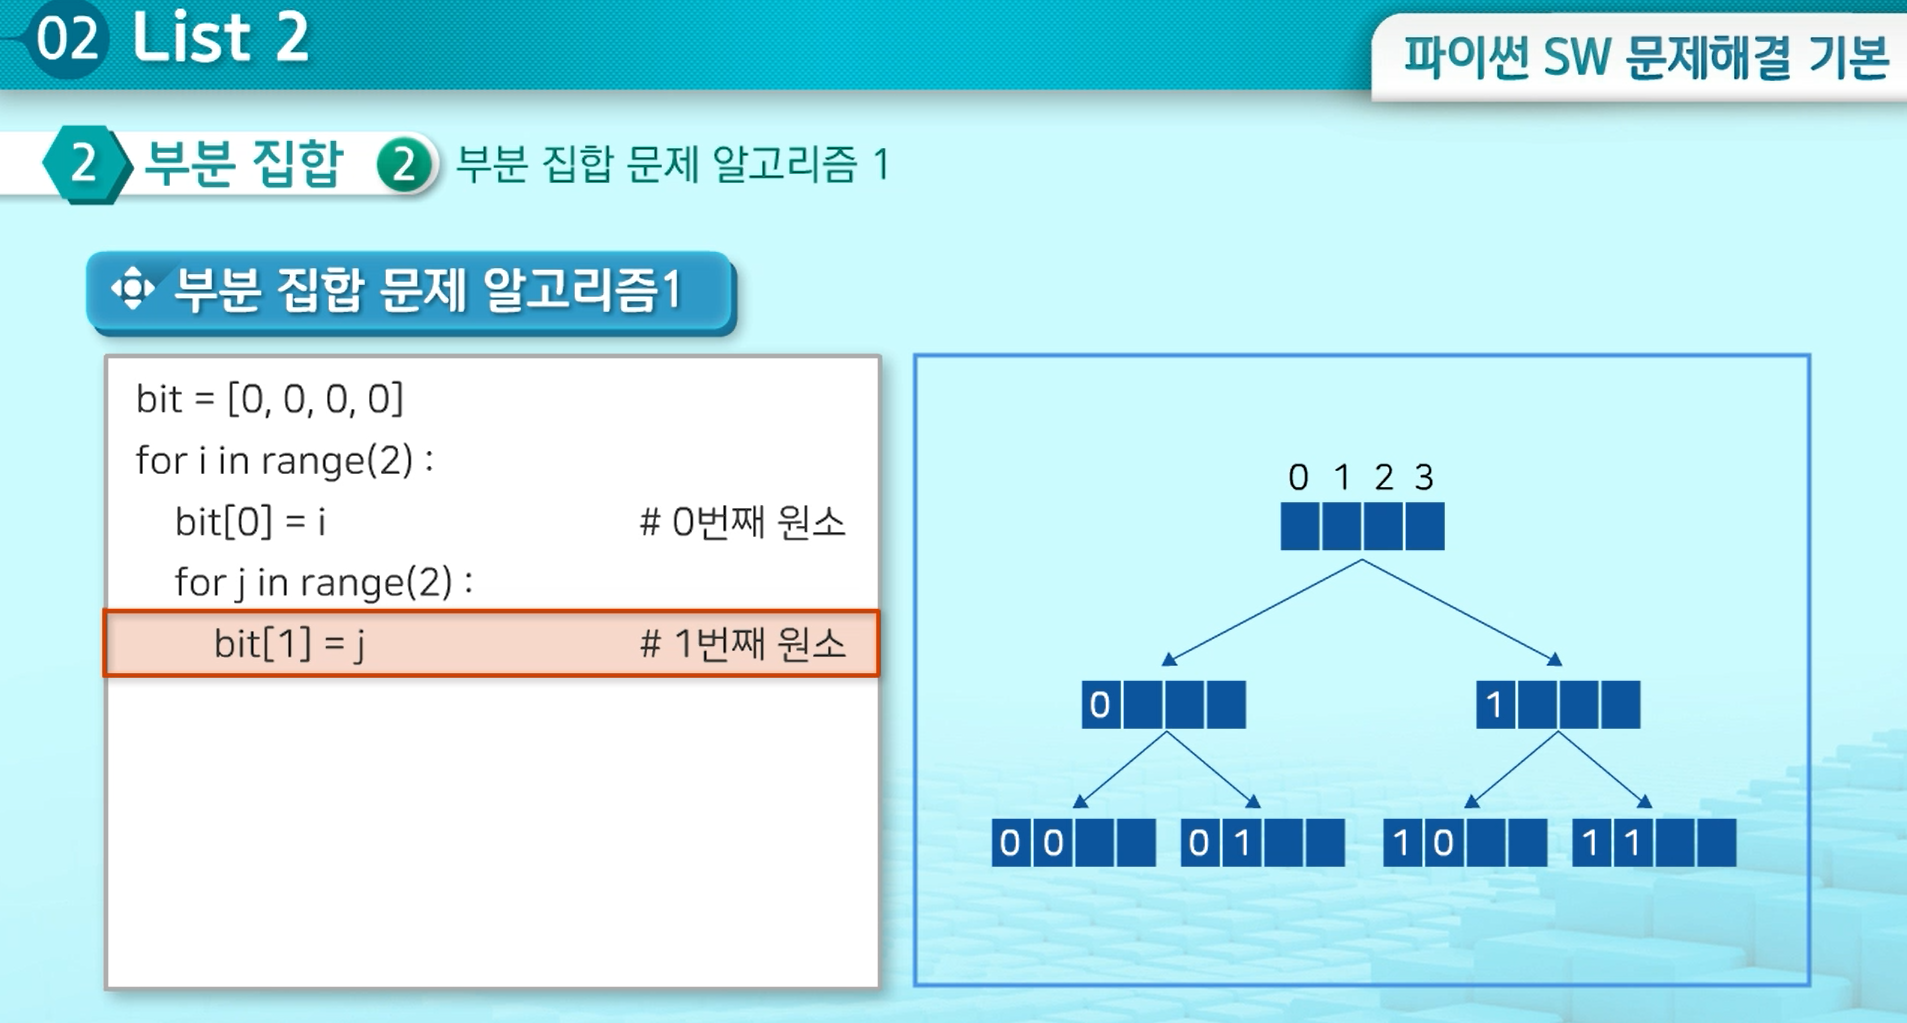 02 List 2
파이썬 SW 문제해결 기본
2 부분 집합 2 부분 집합 문제 알고리즘 1
부분 집합 문제 알고리즘1
bit = [0, 0, 0, 0]
for i in range(2) :
bit[0] = i # 0번째 원소
for j in range(2) :
bit[1] = j # 1번째 원소
0 1 2 3
0 1
0 0 0 1 1 0 1 1